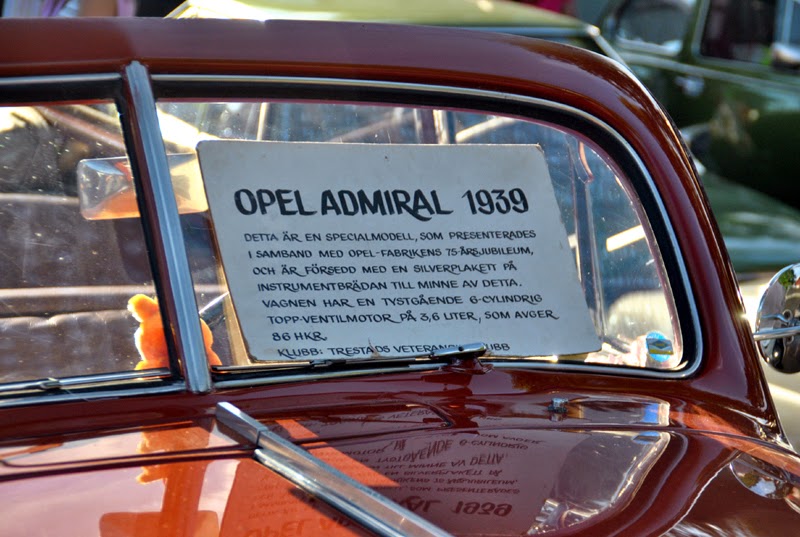 OPEL ADMIRAL 1939
DETTA ÄR EN SPECIALMODELL, SOM PRESENTERADES
I SAMBAND MED OPEL-FABRIKENS 75-ÅRSJUBILEUM,
OCH ÄR FÖRSEDD MED EN SILVERPLAKETT PÅ
INSTRUMENTBRÄDAN TILL MINNE AV DETTA.
VAGNEN HAR EN TYSTGÅENDE 6-CYLINDRIG
TOPP-VENTILMOTOR PÅ 3,6 LITER, SOM AVGER
86 HKR.
KLUBB: